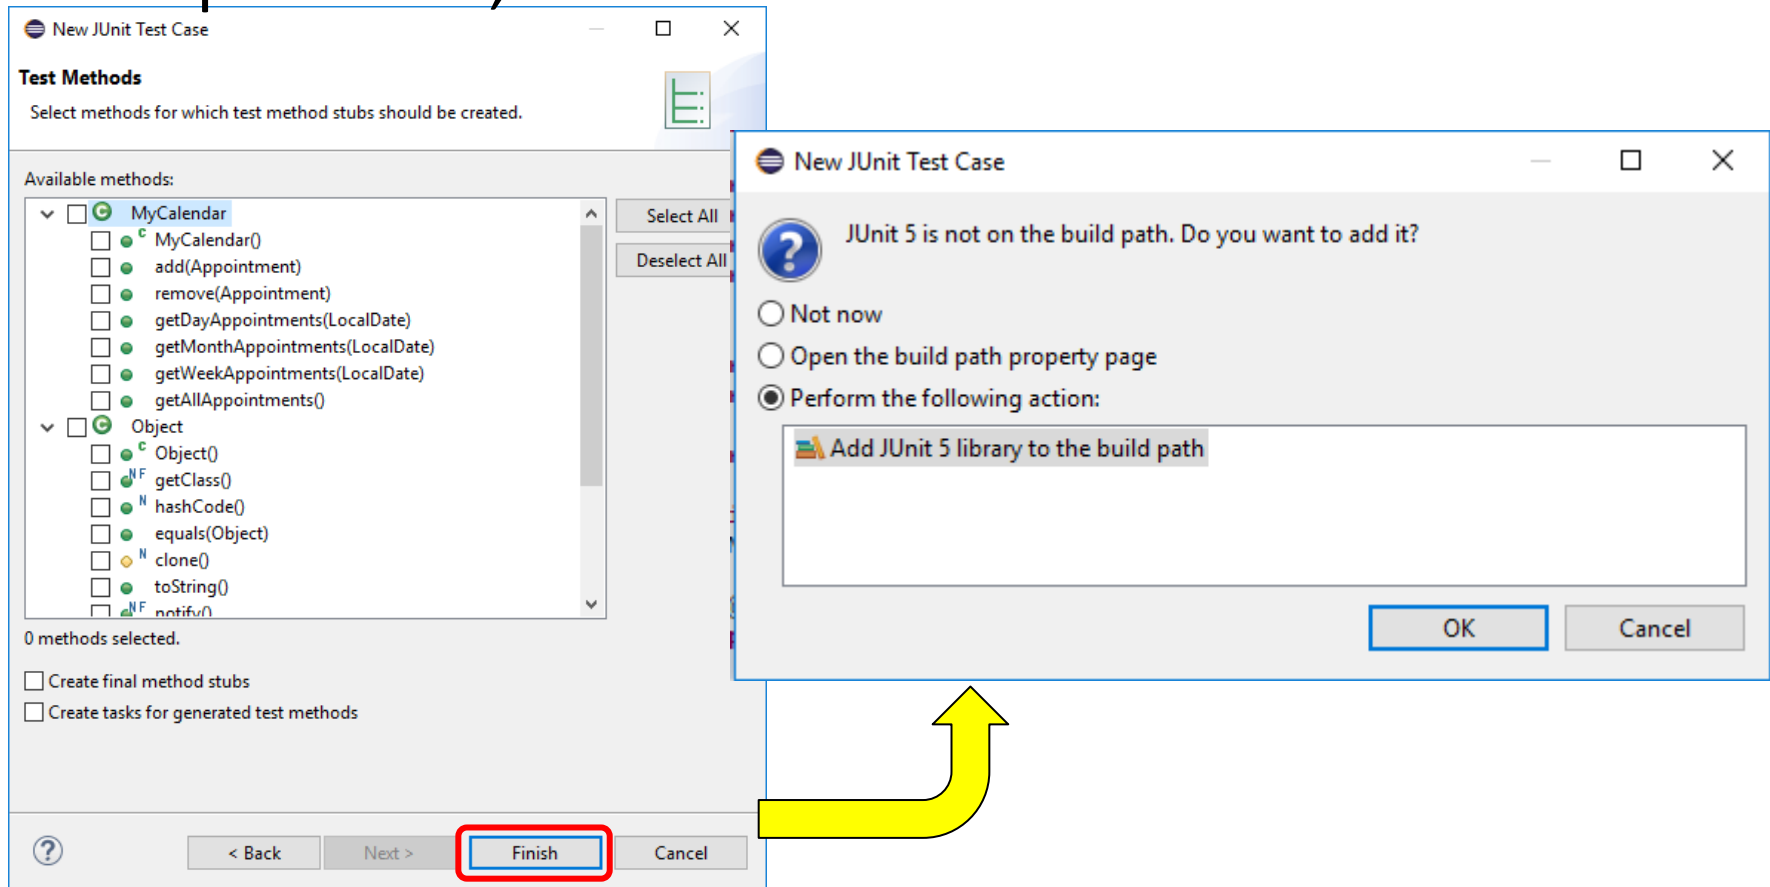 New JUnit Test Case
Test Methods
Select methods for which test method stubs should be created.
Available methods:
MyCalendar
C MyCalendar()
add(Appointment)
remove(Appointment)
getDayAppointments(LocalDate)
getMonthAppointments(LocalDate)
getWeekAppointments(LocalDate)
getAllAppointments()
Object
C Object()
NF getClass()
N hashCode()
equals(Object)
N clone()
toString()
NF notify()
Select All
Deselect All
0 methods selected.
Create final method stubs
Create tasks for generated test methods
< Back
Next >
Finish
Cancel
New JUnit Test Case
JUnit 5 is not on the build path. Do you want to add it?
Not now
Open the build path property page
Perform the following action:
Add JUnit 5 library to the build path
OK
Cancel